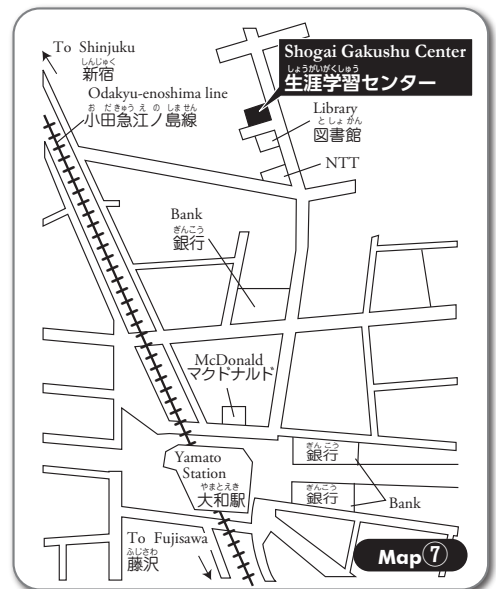 To Shinjuku
しんじゅく
新宿
Odakyu-enoshima line
おだきゅうえのしません
小田急江ノ島線
Shogai Gakushu Center
しょうがいがくしゅう
生涯学習センター
Library
としょかん
図書館
NTT
Bank
ぎんこう
銀行
McDonald
マクドナルド
Yamato
Station
やまとえき
大和駅
ぎんこう
銀行
ぎんこう
銀行
Bank
To Fujisawa
ふじさわ
藤沢
Map⑦